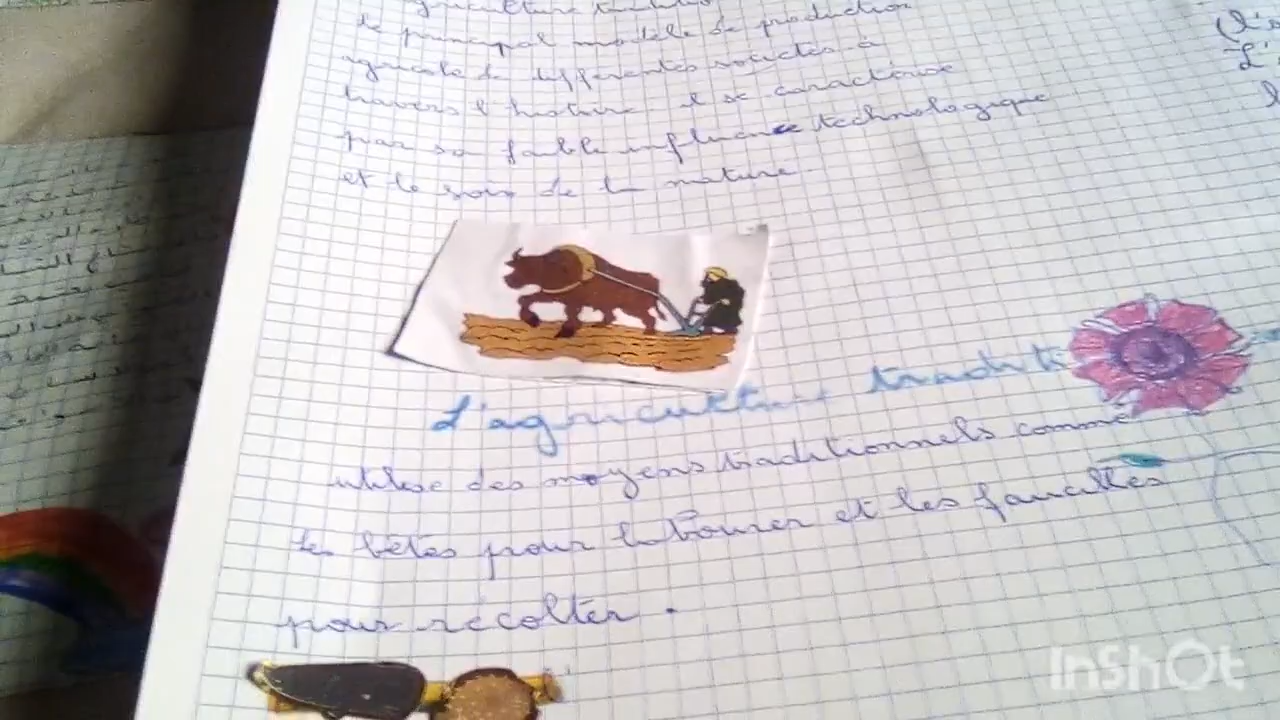 le principal modèle de production
agricole de différentes sociétés à
travers l'histoire il se caractérise
par sa faible influence technologique
et le soin de la nature.
L'agriculture tradit
utilise des moyens traditionnels comme
les bêtes pour labourer et les faucilles
pour récolter.
InShOt